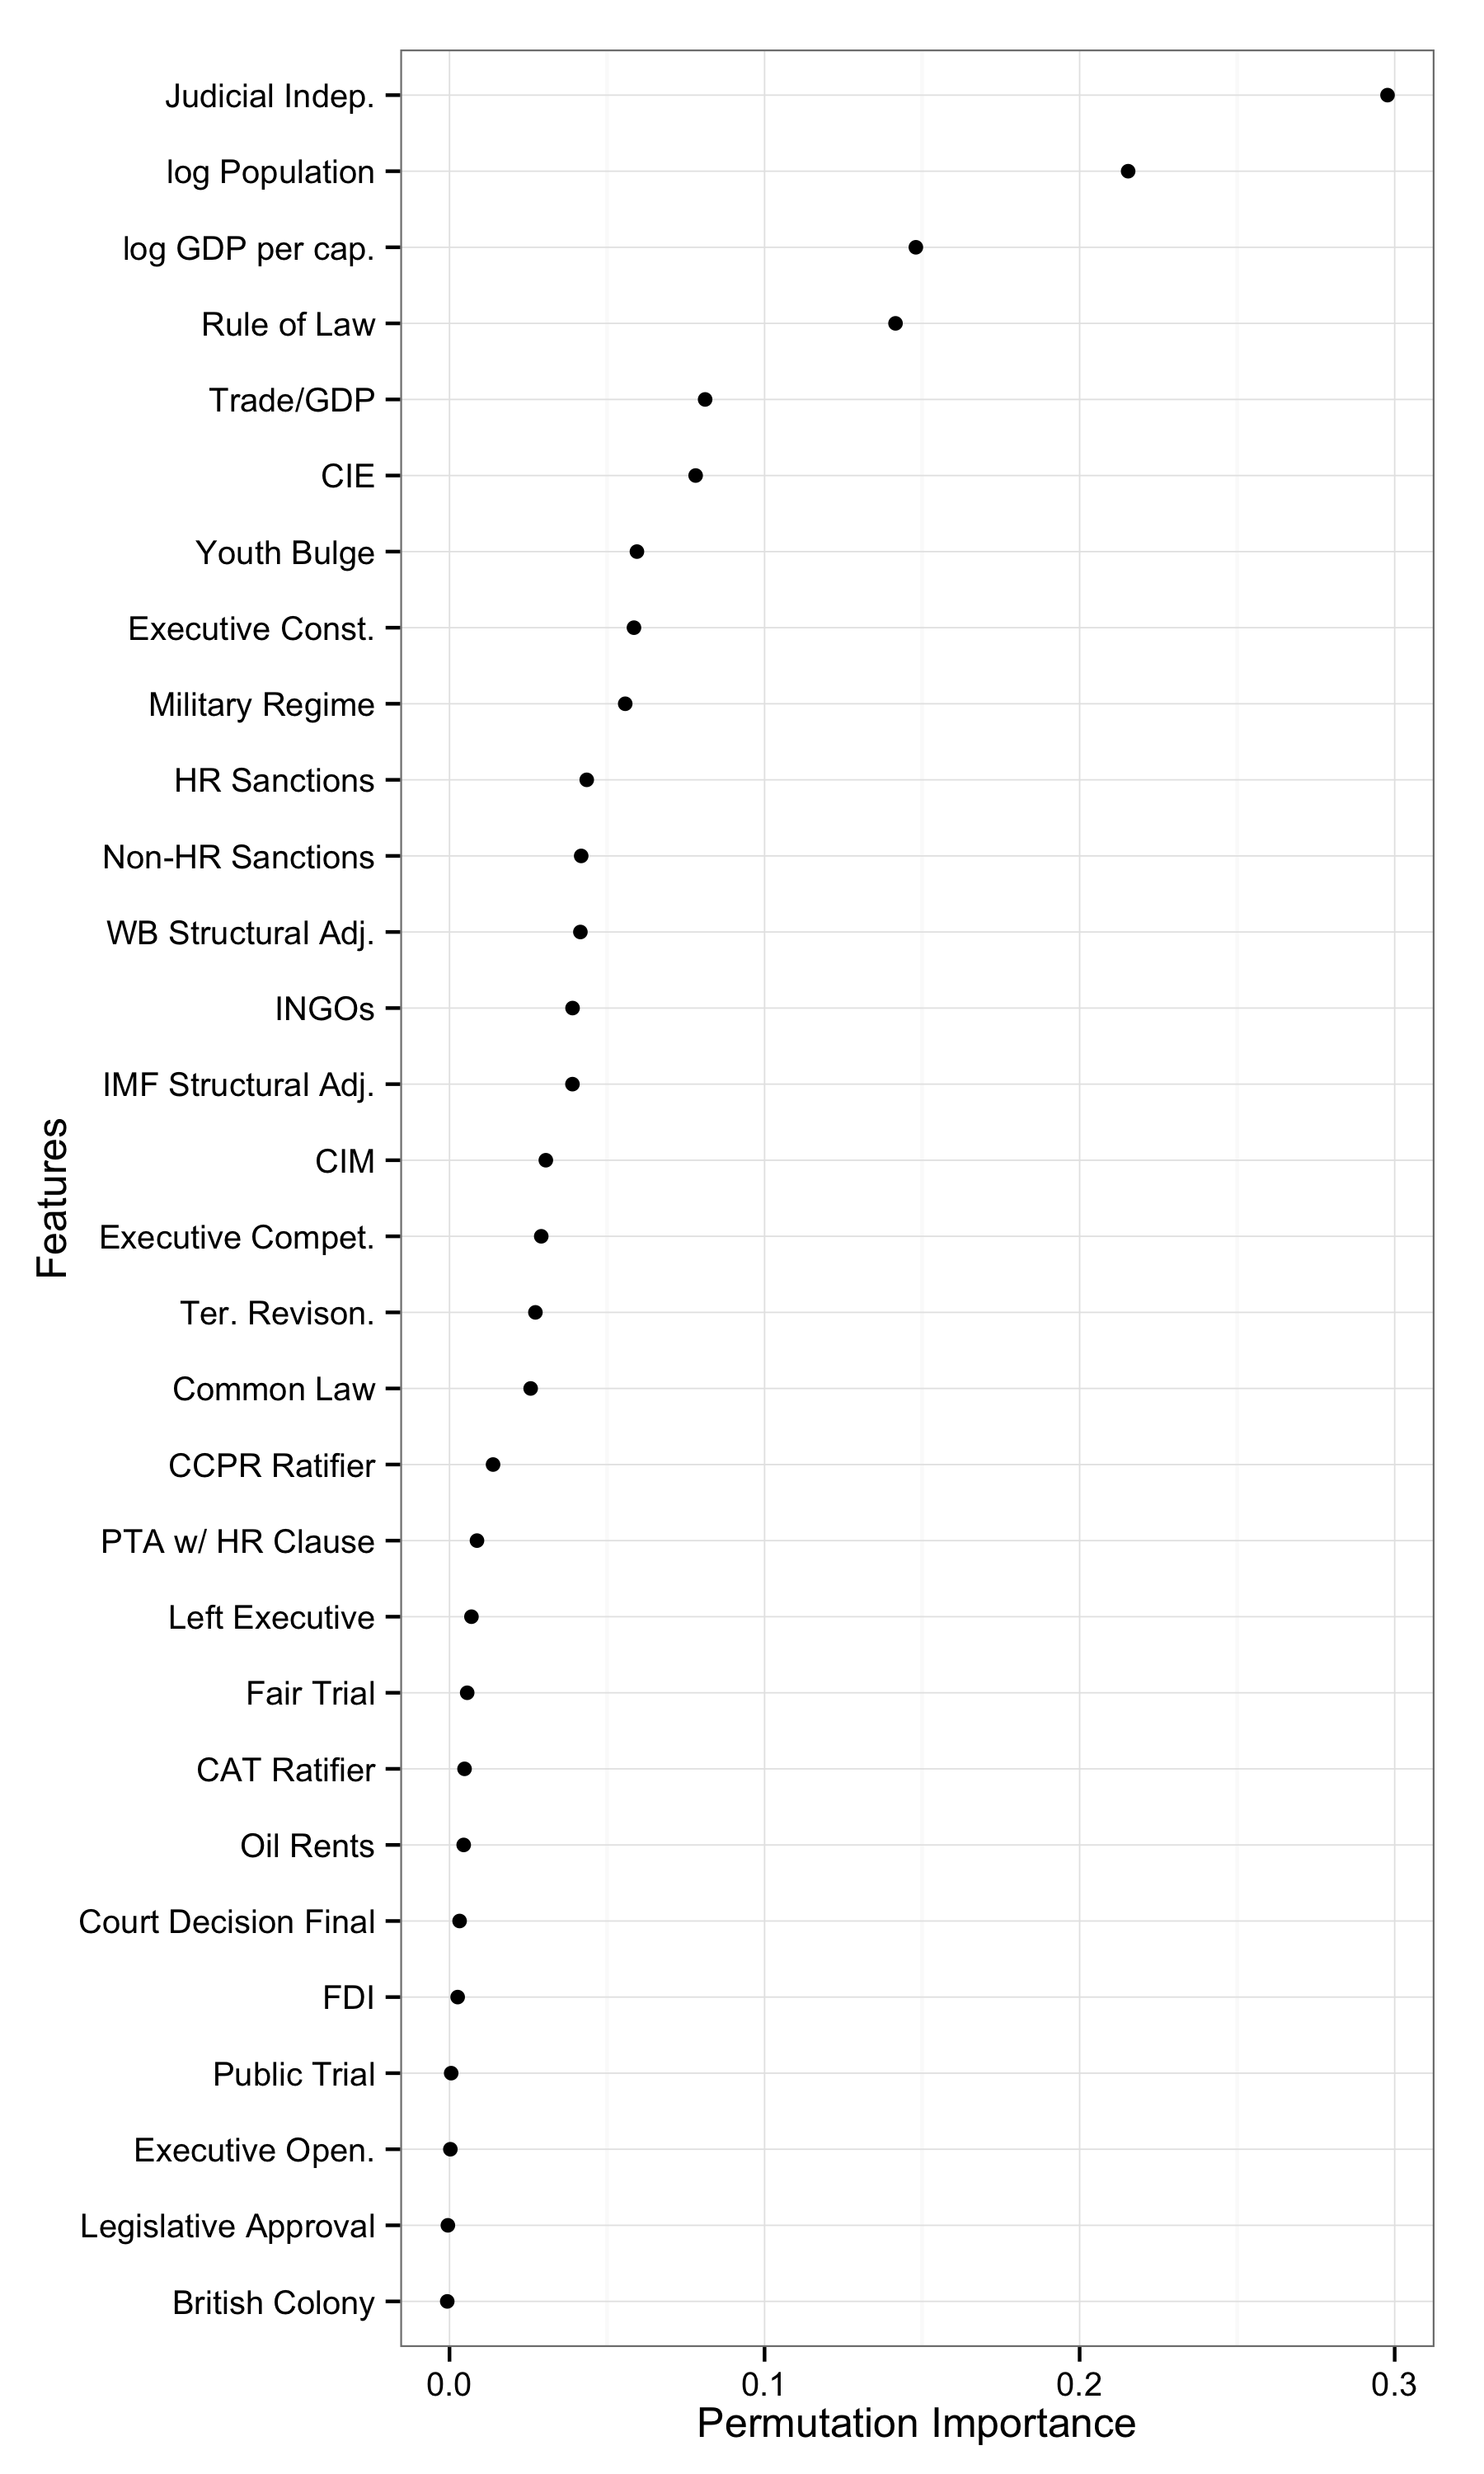 Judicial Indep.
log Population
log GDP per cap.
Rule of Law
Trade/GDP
CIE
Youth Bulge
Executive Const.
Military Regime
HR Sanctions
Non-HR Sanctions
WB Structural Adj.
INGOs
IMF Structural Adj.
CIM
Executive Compet.
Ter. Revison.
Common Law
CCPR Ratifier
PTA w/ HR Clause
Left Executive
Fair Trial
CAT Ratifier
Oil Rents
Court Decision Final
FDI
Public Trial
Executive Open.
Legislative Approval
British Colony
Features
0.0 0.1 0.2 0.3
Permutation Importance